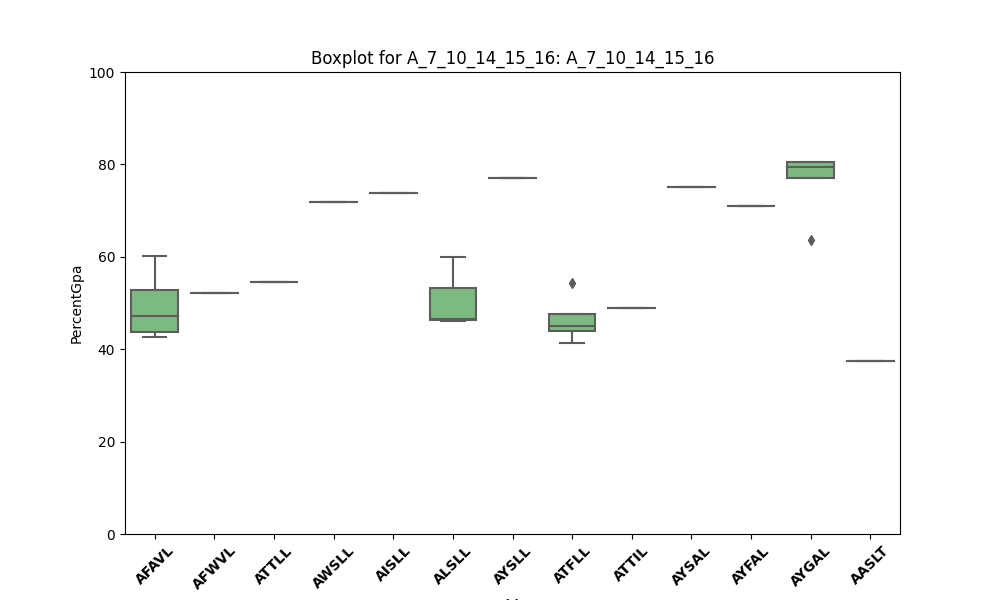 Boxplot for A_7_10_14_15_16: A_7_10_14_15_16
100
80
60
40
20
0
PercentGpa
AFAVL
AFWVL
ATTLL
AWSLL
AISLL
ALSLL
AYSLL
ATFLL
ATTIL
AYSAL
AYFAL
AYGAL
AASLT